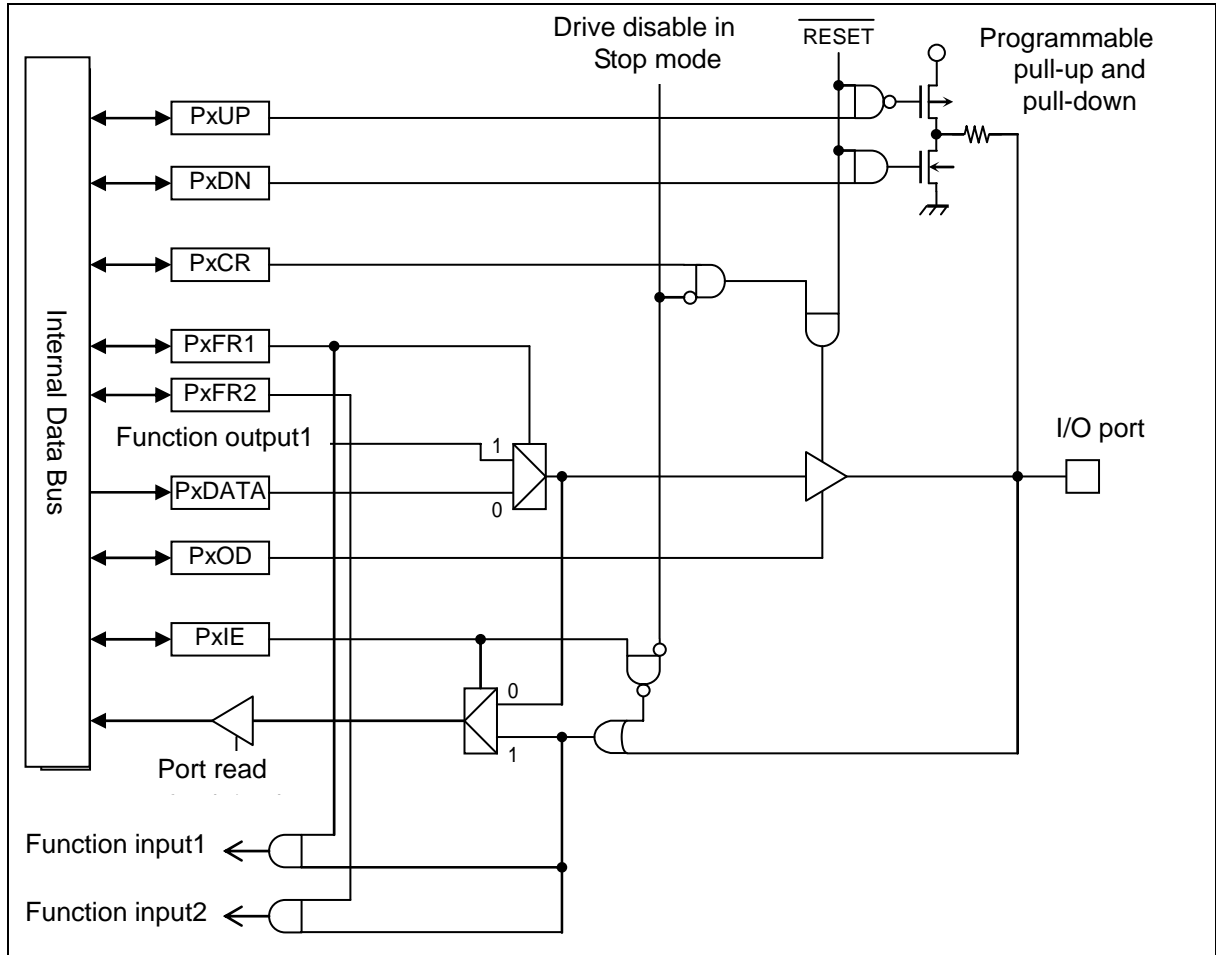 Drive disable in
Stop mode
RESET
Programmable
pull-up and
pull-down
PxUP
PxDN
PxCR
PxFR1
PxFR2
Function output1
1
PxDATA
0
I/O port
PxOD
PxIE
0
1
Port read
Internal Data Bus
Function input1
Function input2